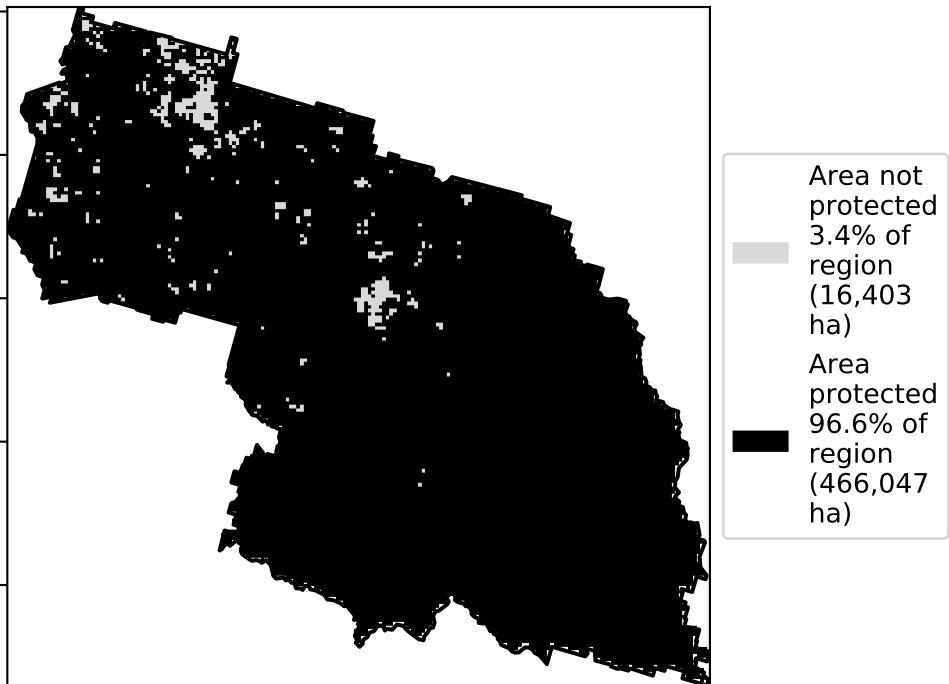 Area not
protected
3.4% of
region
(16,403
ha)
Area
protected
96.6% of
region
(466,047
ha)